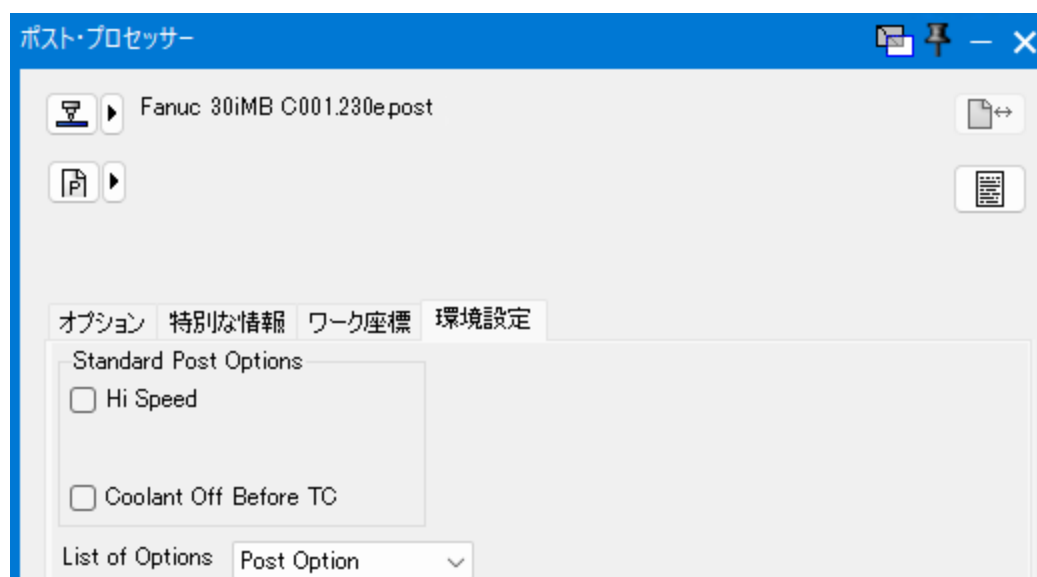 ポスト・プロセッサー
Fanuc 30iMB C001.230e.post
P
オプション 特別な情報 ワーク座標 環境設定
Standard Post Options
Hi Speed
Coolant Off Before TC
List of Options Post Option